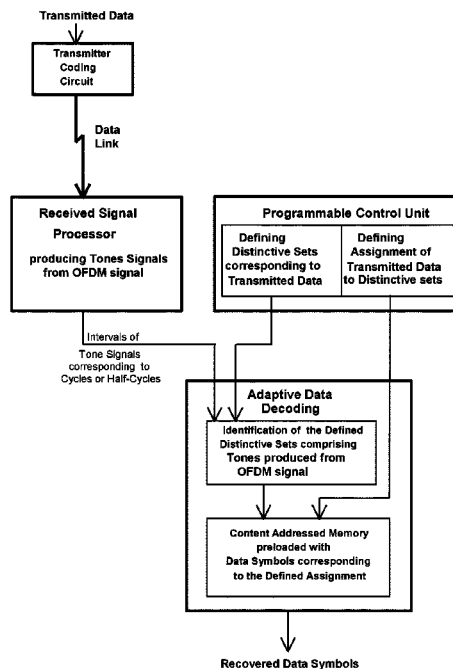 Transmitted Data
Transmitter
Coding
Circuit
Data
Link
Received Signal
Processor
producing Tones Signals
from OFDM signal
Programmable Control Unit
Defining
Distinctive Sets
corresponding to
Transmitted Data
Defining
Assignment of
Transmitted Data
to Distinctive sets
Intervals of
Tone Signals
corresponding to
Cycles or Half-Cycles
Adaptive Data
Decoding
Identification of the Defined
Distinctive Sets comprising
Tones produced from
OFDM signal
Content Addressed Memory
preloaded with
Data Symbols corresponding
to the Defined Assignment
Recovered Data Symbols